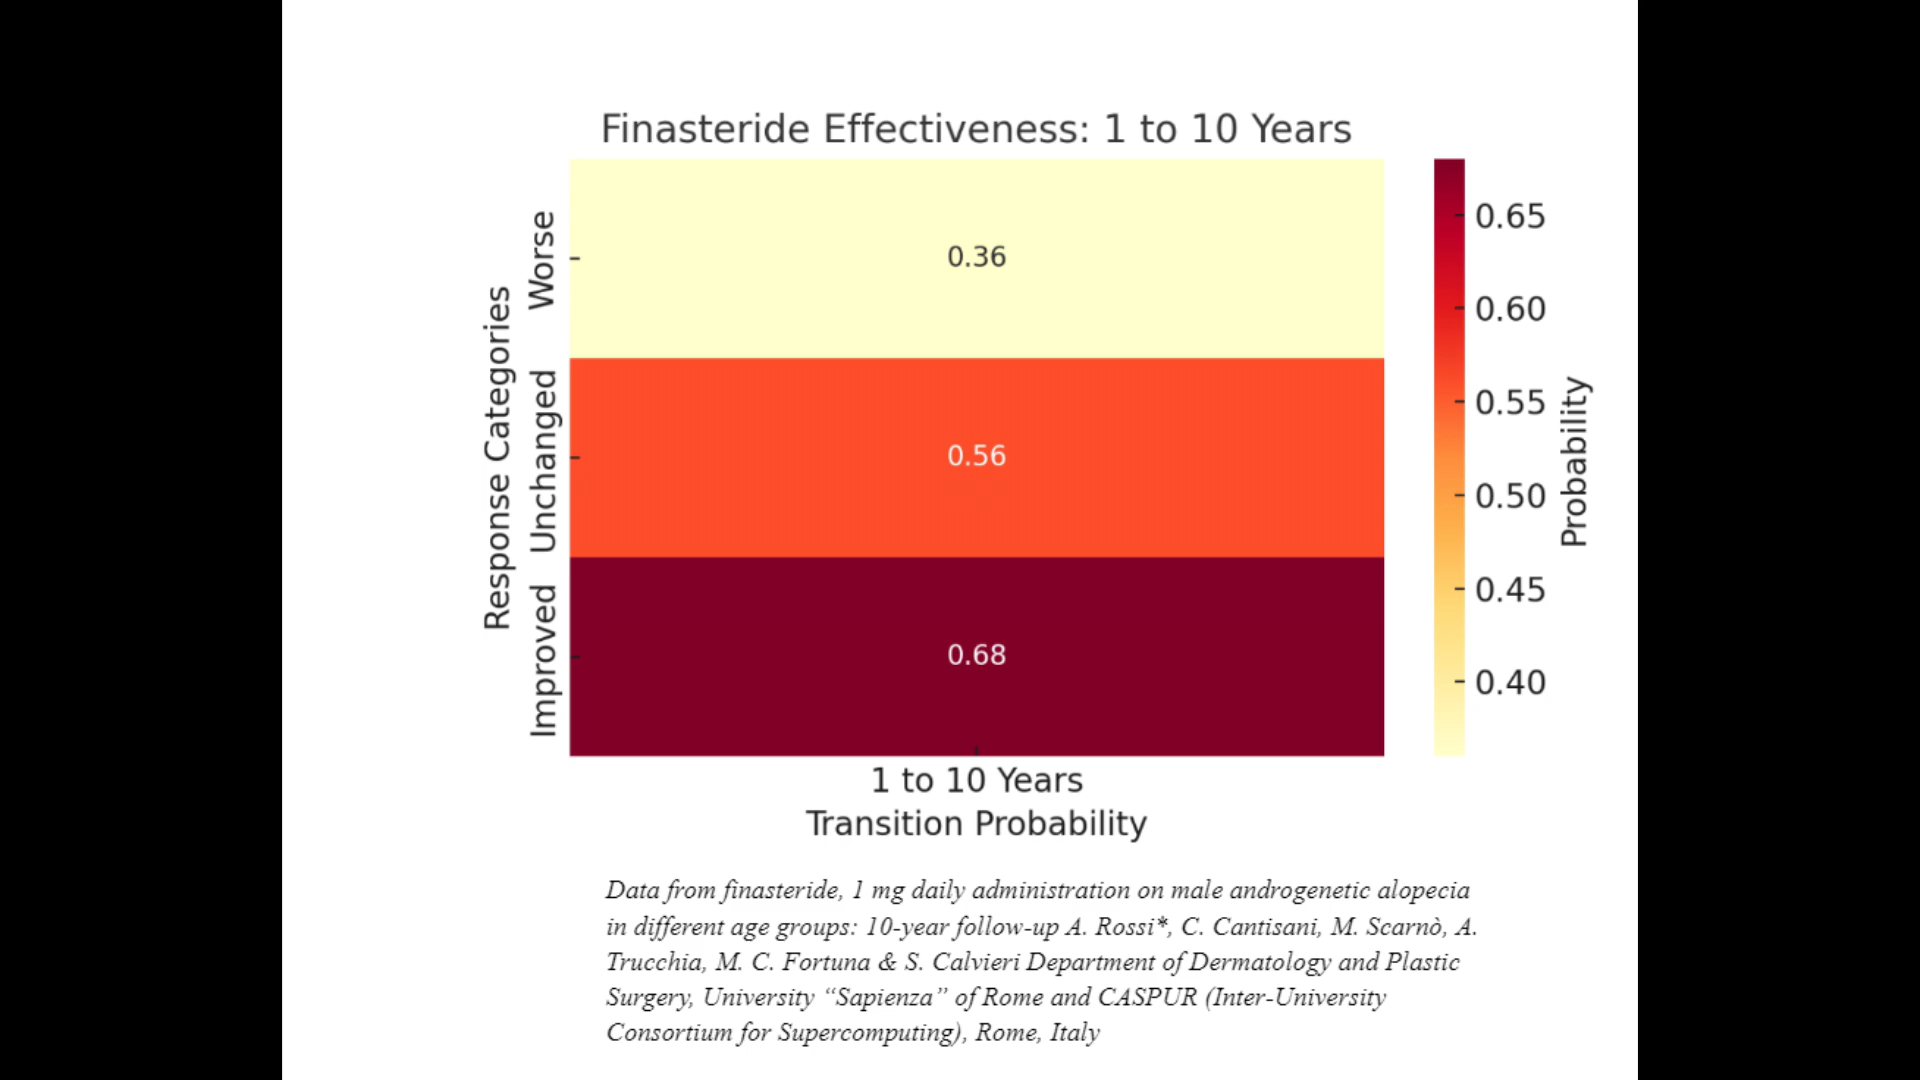 Finasteride Effectiveness: 1 to 10 Years
Response Categories
Worse
Unchanged
Improved
0.36
0.56
0.68
1 to 10 Years
Transition Probability
0.65
0.60
0.55
0.50
0.45
0.40
Probability
Data from finasteride, 1 mg daily administration on male androgenetic alopecia
in different age groups: 10-year follow-up A. Rossi*, C. Cantisani, M. Scarnò, A.
Trucchia, M. C. Fortuna & S. Calvieri Department of Dermatology and Plastic
Surgery, University “Sapienza” of Rome and CASPUR (Inter-University
Consortium for Supercomputing), Rome, Italy